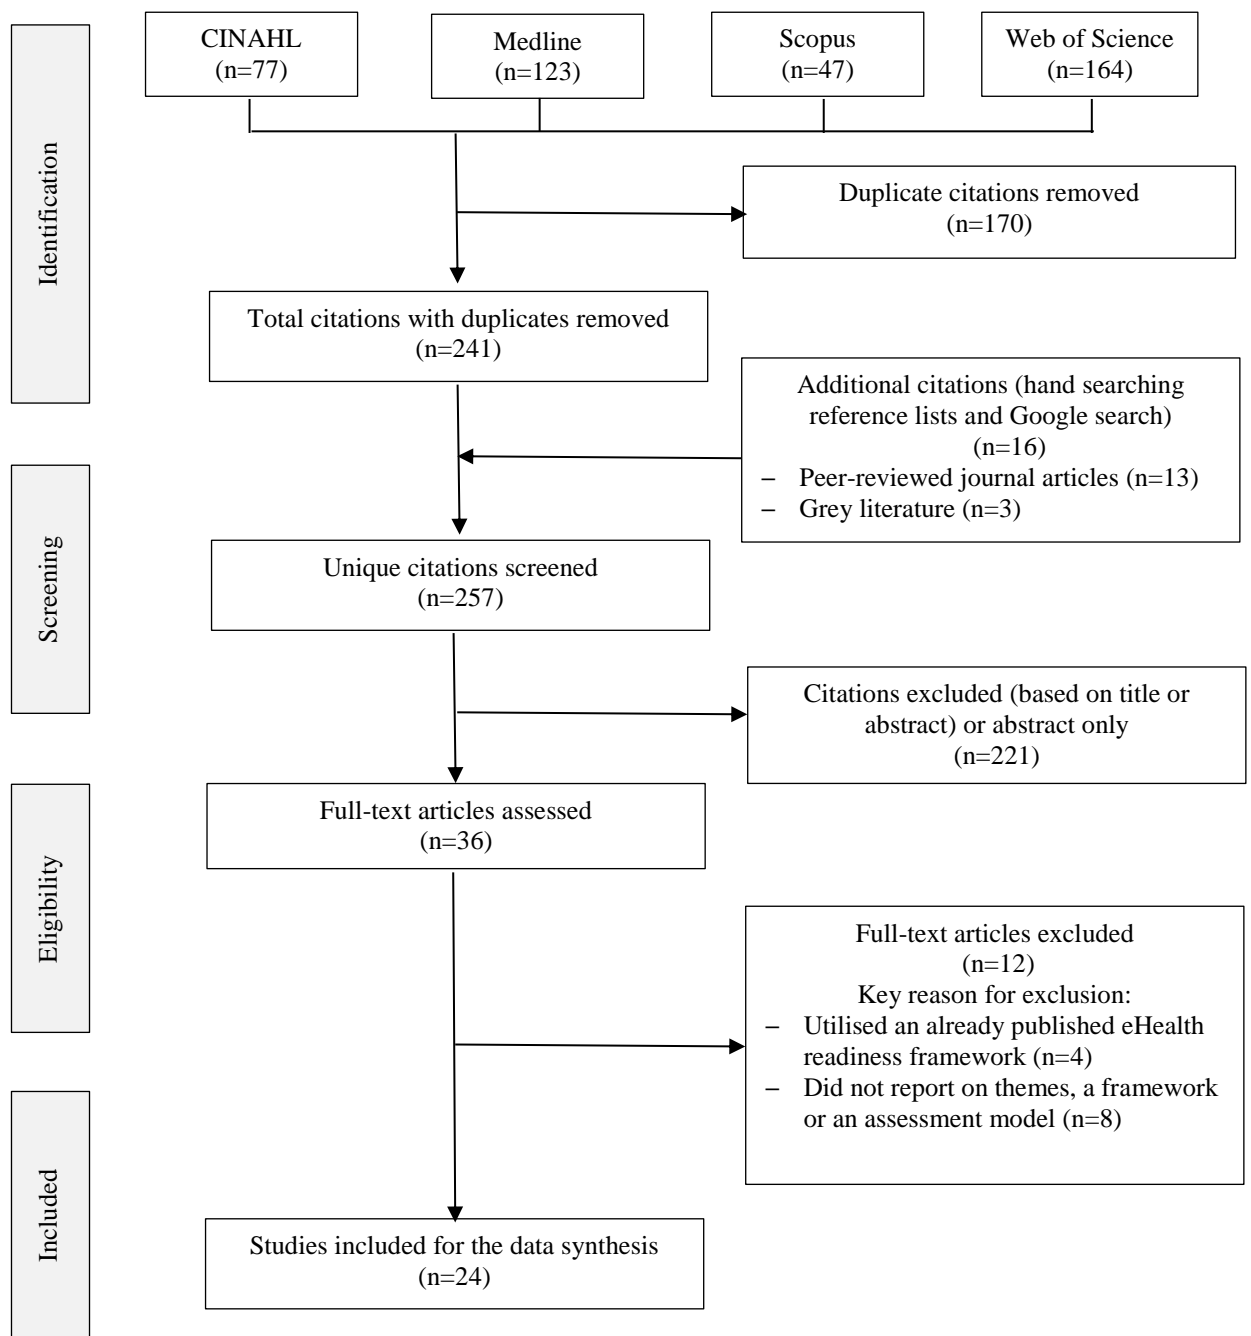 CINAHL
(n=77)
Medline
(n=123)
Scopus
(n=47)
Web of Science
(n=164)
Identification
Duplicate citations removed
(n=170)
Total citations with duplicates removed
(n=241)
Additional citations (hand searching
reference lists and Google search)
(n=16)
− Peer-reviewed journal articles (n=13)
− Grey literature (n=3)
Screening
Unique citations screened
(n=257)
Citations excluded (based on title or
abstract) or abstract only
(n=221)
Eligibility
Full-text articles assessed
(n=36)
Full-text articles excluded
(n=12)
Key reason for exclusion:
− Utilised an already published eHealth
readiness framework (n=4)
− Did not report on themes, a framework
or an assessment model (n=8)
Included
Studies included for the data synthesis
(n=24)